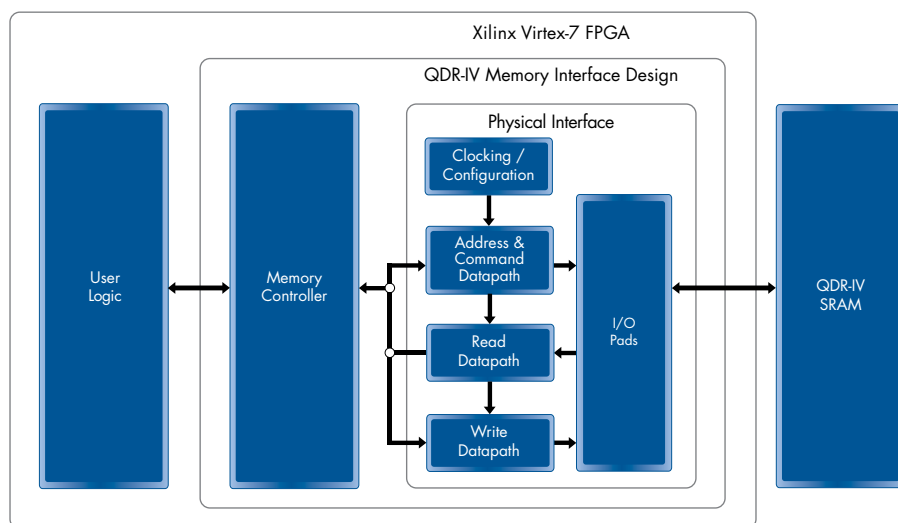 Xilinx Virtex-7 FPGA
QDR-IV Memory Interface Design
Physical Interface
Clocking /
Configuration
Address &
Command
Datapath
User
Logic
Memory
Controller
I/O
Pads
QDR-IV
SRAM
Read
Datapath
Write
Datapath